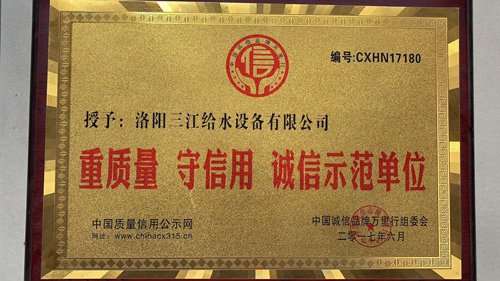 信
编号:CXHN17180
授予：洛阳三江给水设备有限公司
重质量 守信用 诚信示范单位
中国质量信用公示网
网址：www.chinacx315.cn
中国诚信品牌万里行组委会
二〇一七年六月